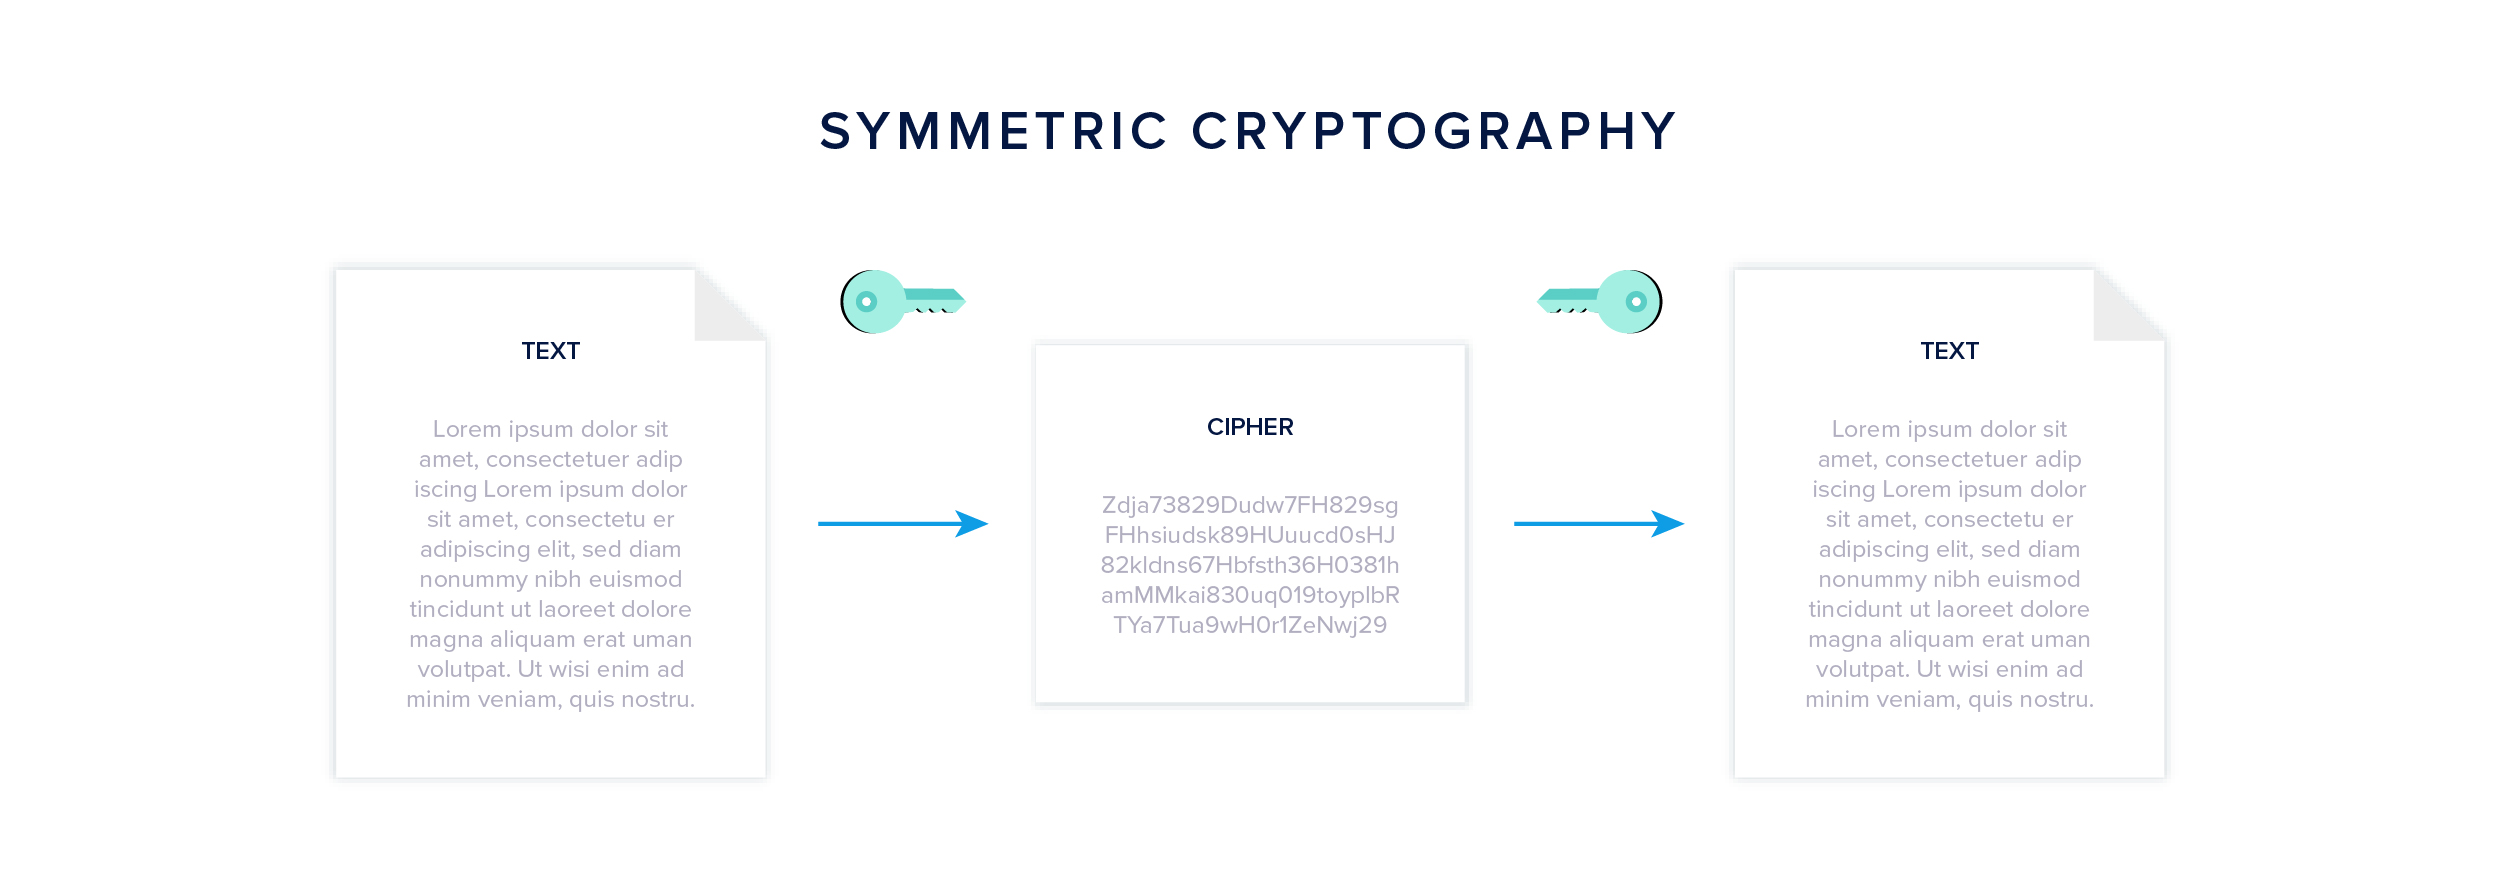 SYMMETRIC CRYPTOGRAPHY
TEXT
Lorem ipsum dolor sit
amet, consectetuer adip
iscing Lorem ipsum dolor
sit amet, consectetu er
adipiscing elit, sed diam
nonummy nibh euismod
tincidunt ut laoreet dolore
magna aliquam erat uman
volutpat. Ut wisi enim ad
minim veniam, quis nostru.
CIPHER
Zdja73829Dudw7FH829sg
FHhsiudsk89HUuucd0sHJ
82kldns67Hbfsth36H0381h
amMMkai830uq019toyplbR
TYa7Tua9wH0r1ZeNwj29
TEXT
Lorem ipsum dolor sit
amet, consectetuer adip
iscing Lorem ipsum dolor
sit amet, consectetu er
adipiscing elit, sed diam
nonummy nibh euismod
tincidunt ut laoreet dolore
magna aliquam erat uman
volutpat. Ut wisi enim ad
minim veniam, quis nostru.